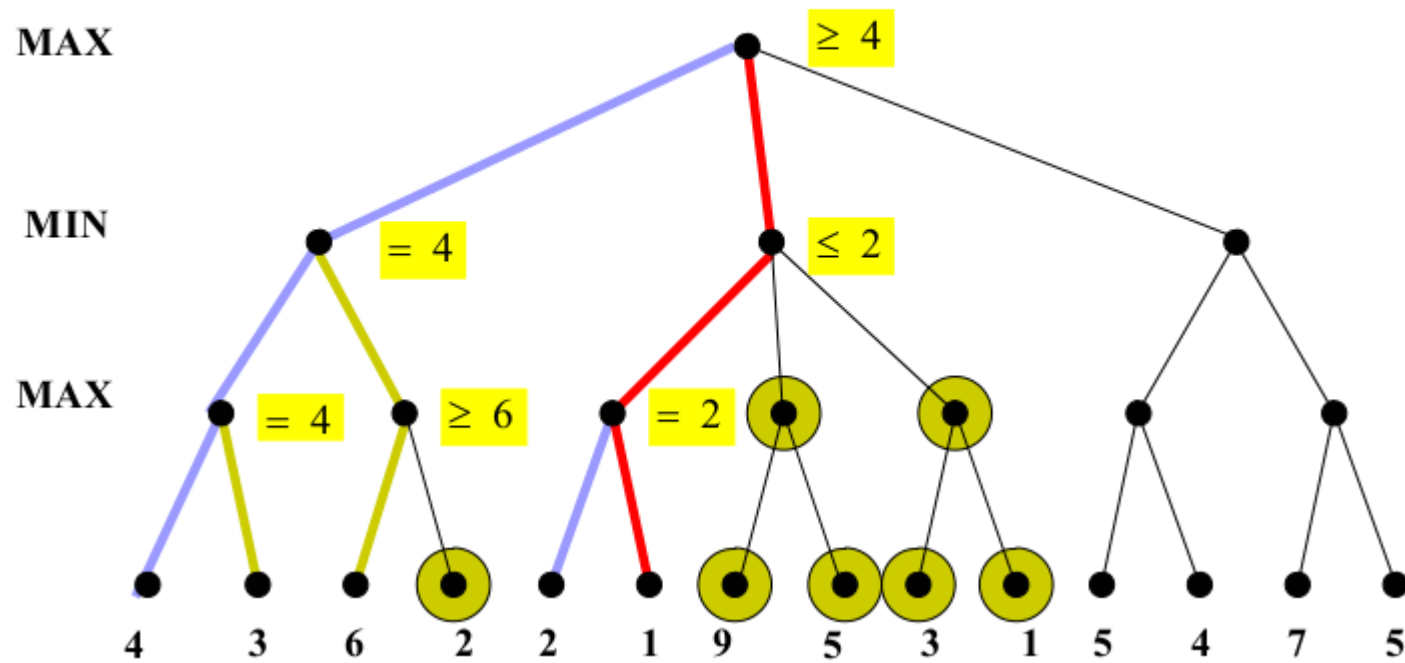 MAX
≥ 4
MIN
= 4
≤ 2
MAX
= 4
≥ 6
= 2
4 3 6 2 2 1 9 5 3 1 5 4 7 5